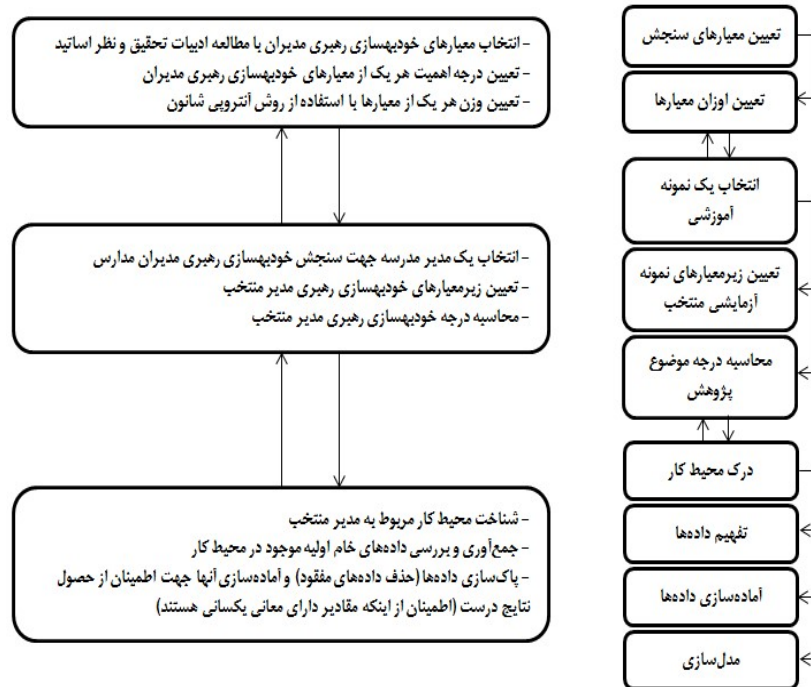 تعیین معیارهای سنجش
تعیین اوزان معیارها
انتخاب یک نمونه
آموزشی
تعیین زیرمعیارهای نمونه
آزمایشی منتخب
محاسبه درجه موضوع
پژوهش
درک محیط کار
تفهیم داده‌ها
آماده‌سازی داده‌ها
مدل‌سازی
- انتخاب معیارهای خودبهسازی رهبری مدیران با مطالعه ادبیات تحقیق و نظر اساتید
- تعیین درجه اهمیت هر یک از معیارهای خودبهسازی رهبری مدیران
- تعیین وزن هر یک از معیارها با استفاده از روش آنتروپی شانون
- انتخاب یک مدیر مدرسه جهت سنجش خودبهسازی رهبری مدیران مدارس
- تعیین زیرمعیارهای خودبهسازی رهبری مدیر منتخب
- محاسبه درجه خودبهسازی رهبری مدیر منتخب
- شناخت محیط کار مربوط به مدیر منتخب
- جمع‌آوری و بررسی داده‌های خام اولیه موجود در محیط کار
- پاک‌سازی داده‌ها (حذف داده‌های مفقود) و آماده‌سازی آنها جهت اطمینان از حصول
نتایج درست (اطمینان از اینکه مقادیر دارای معانی یکسانی هستند)